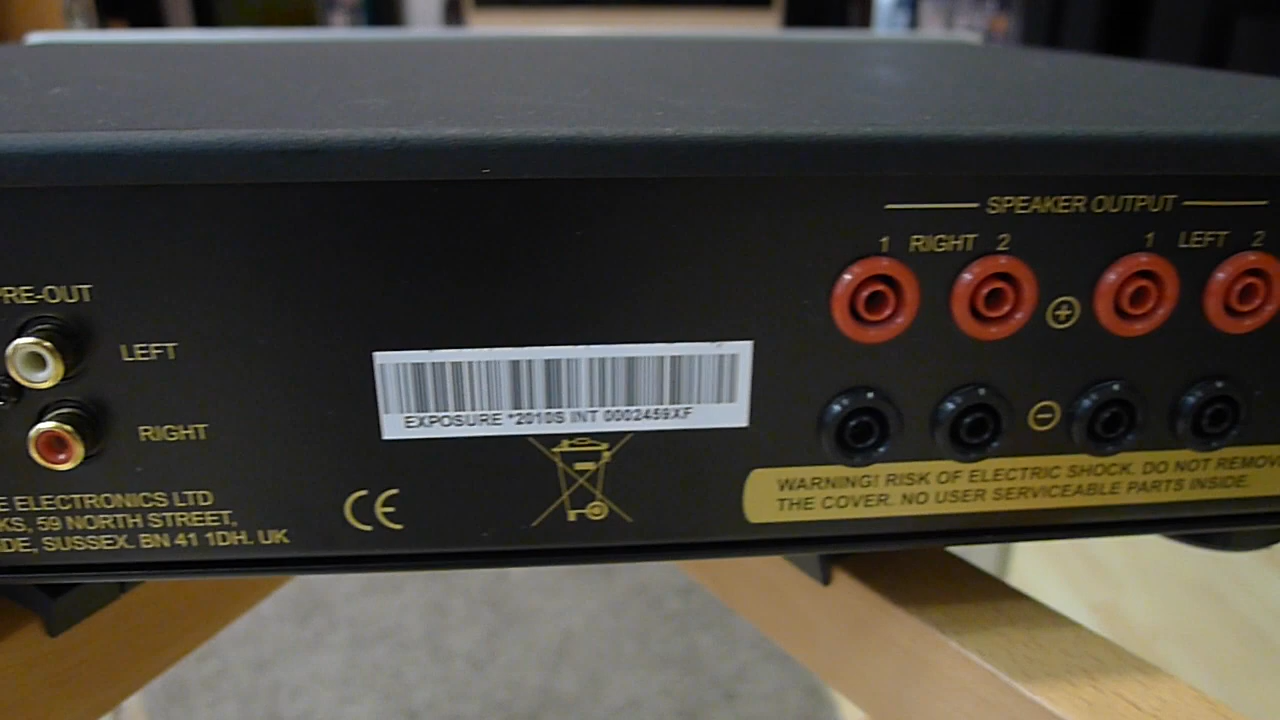 SPEAKER OUTPUT
1 RIGHT 2
1 LEFT 2
PRE-OUT
LEFT
RIGHT
EXPOSURE *2010S INT 0002459XF
E ELECTRONICS LTD
KS, 59 NORTH STREET,
DE, SUSSEX. BN 41 1DH. UK
CE
WARNING! RISK OF ELECTRIC SHOCK. DO NOT REMOV
THE COVER. NO USER SERVICEABLE PARTS INSIDE.